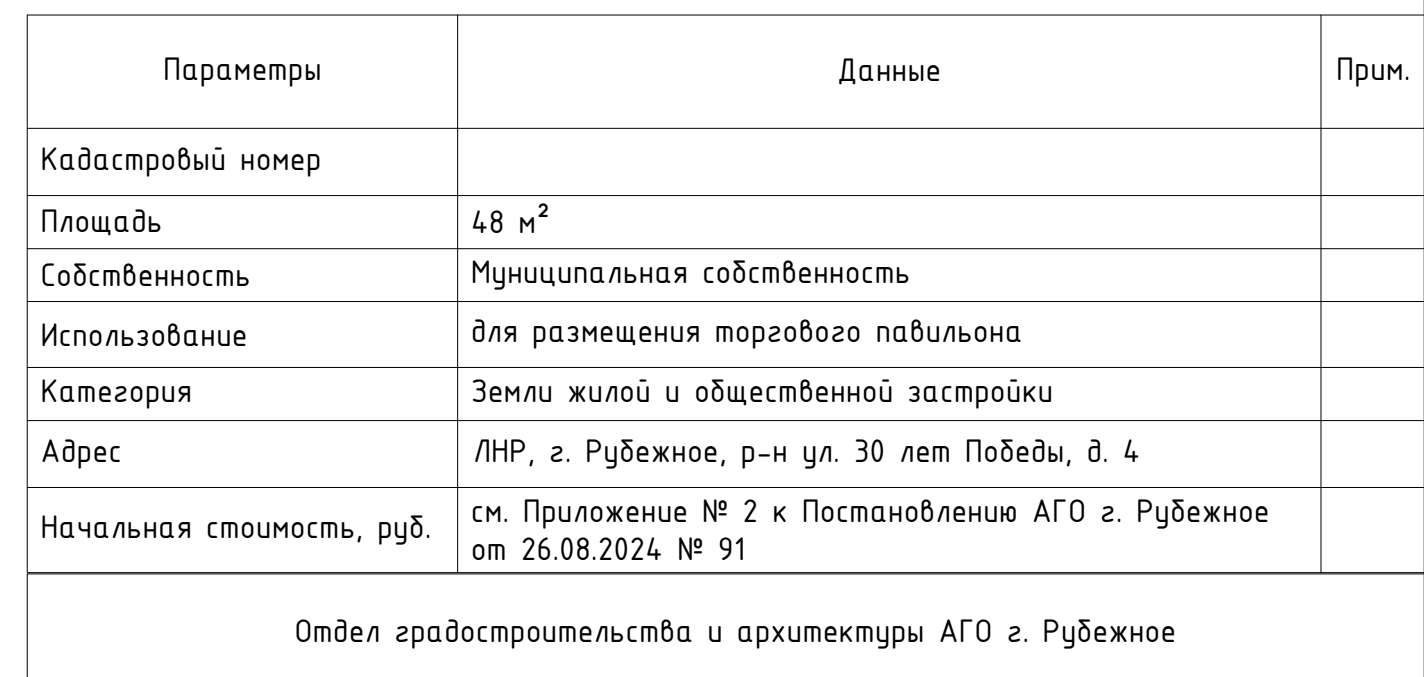 Параметры Данные Прим.
Кадастровый номер
Площадь 48 м²
Собственность Муниципальная собственность
Использование для размещения торгового павильона
Категория Земли жилой и общественной застройки
Адрес ЛНР, г. Рубежное, р-н ул. 30 лет Победы, д. 4
Начальная стоимость, руб. см. Приложение № 2 к Постановлению АГО г. Рубежное
от 26.08.2024 № 91
Отдел градостроительства и архитектуры АГО г. Рубежное